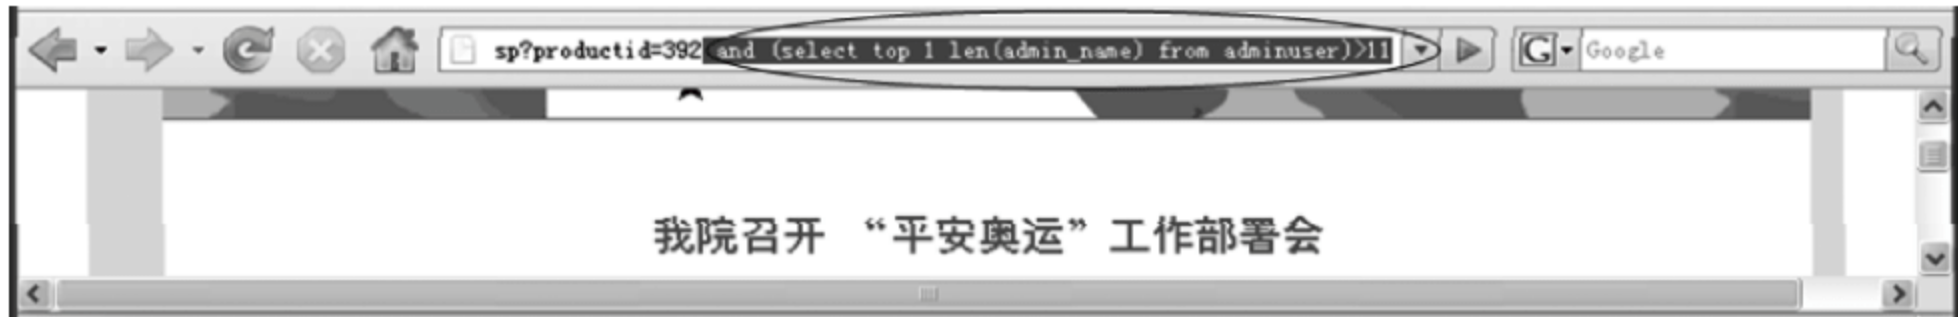 sp?productid=392 and (select top 1 len(admin_name) from adminuser)>11 Google
我院召开 “平安奥运”工作部署会